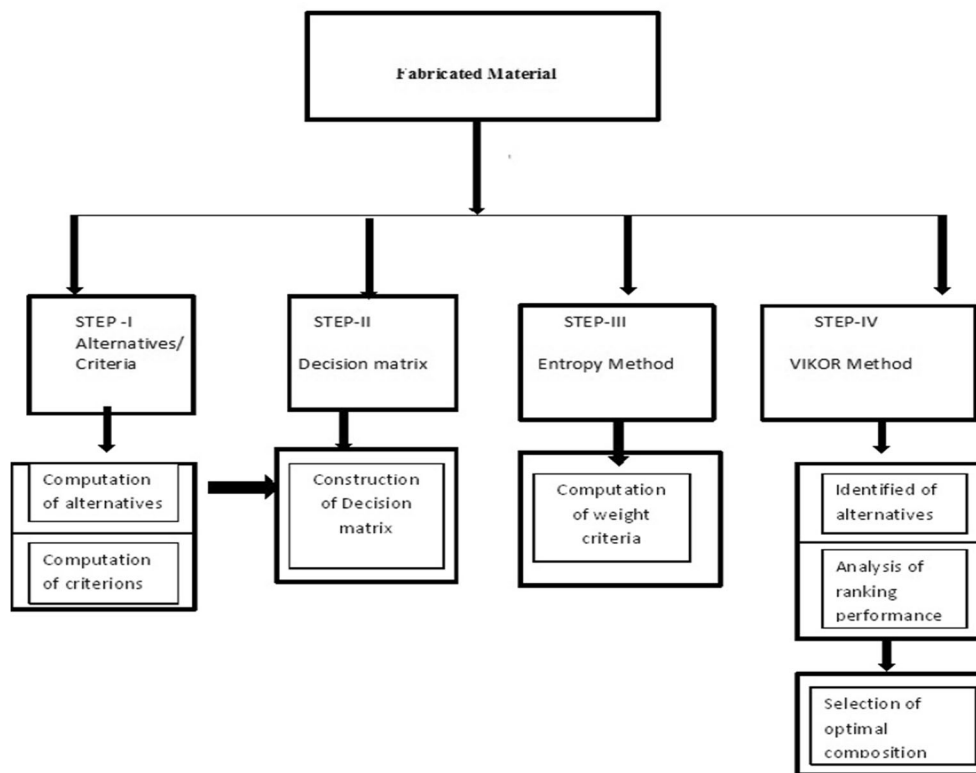 Fabricated Material
STEP -I
Alternatives/
Criteria
STEP-II
Decision matrix
STEP-III
Entropy Method
STEP-IV
VIKOR Method
Computation
of alternatives
Computation
of criterions
Construction
of Decision
matrix
Computation
of weight
criteria
Identified of
alternatives
Analysis of
ranking
performance
Selection of
optimal
composition